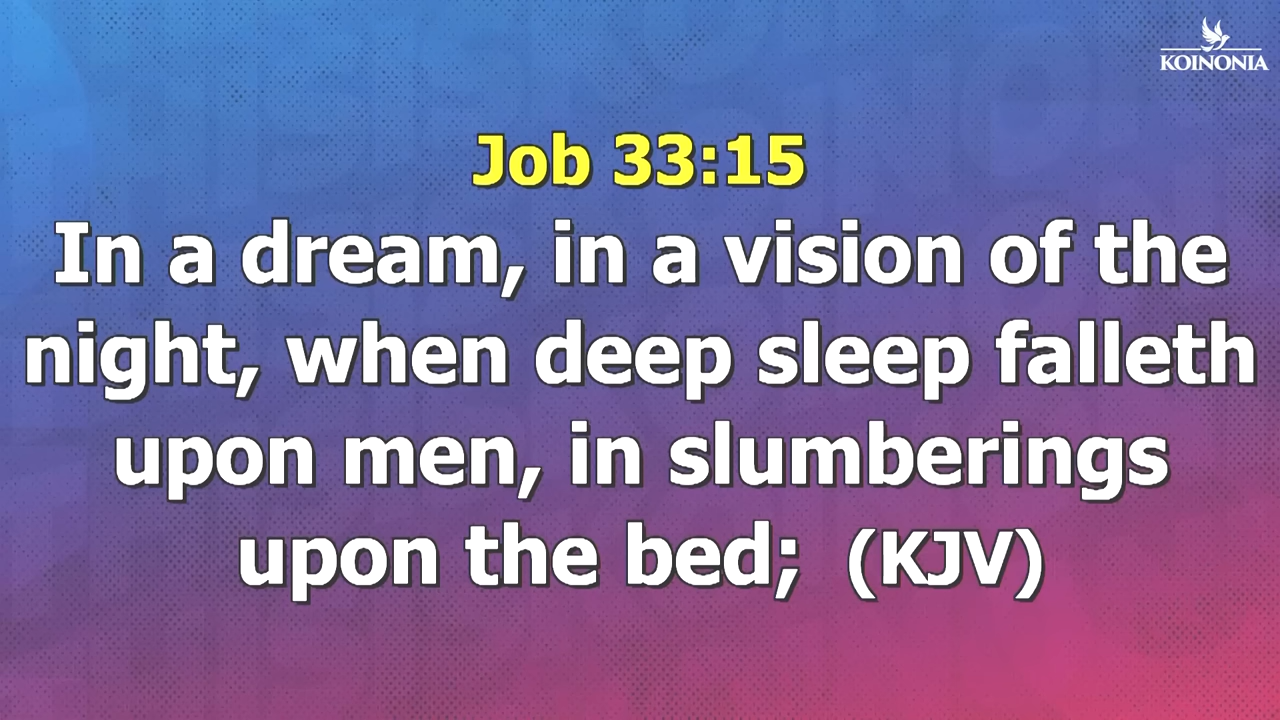 KOINONIA
Job 33:15
In a dream, in a vision of the
night, when deep sleep falleth
upon men, in slumberings
upon the bed; (KJV)